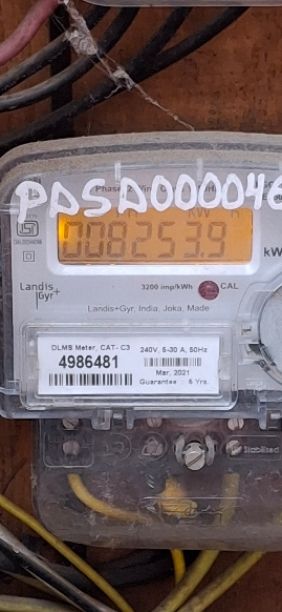 PDSD000046
008253.9
kW
Landis
Gyr+
3200 imp/kWh
CAL
Landis+Gyr, India, Joka, Made
DLMS Meter, CAT- C3
4986481
240V, 5-30 A, 50Hz
Mar, 2021
Guarantee : 5 Yrs.
Stabilised